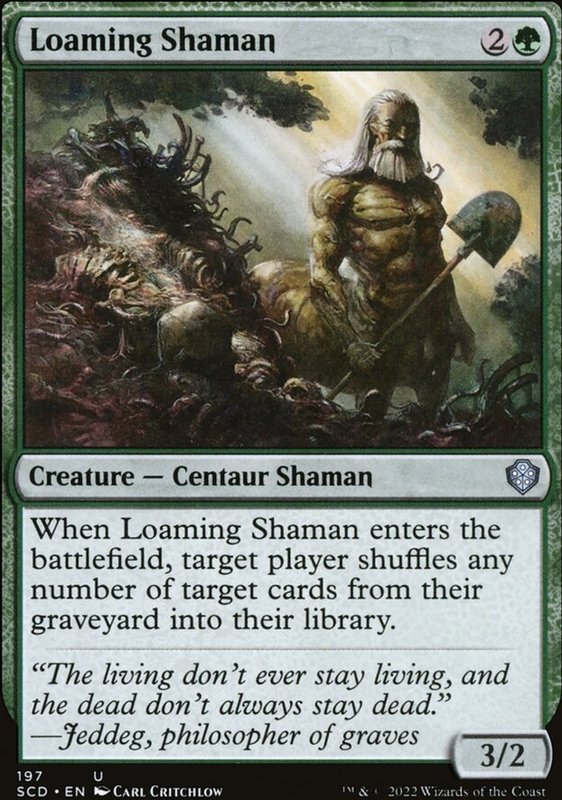 Loaming Shaman 2
Creature — Centaur Shaman
When Loaming Shaman enters the
battlefield, target player shuffles any
number of target cards from their
graveyard into their library.
“The living don’t ever stay living, and
the dead don’t always stay dead.”
—Jeddeg, philosopher of graves
3/2
197 U
SCD • EN Carl Critchlow
™ & © 2022 Wizards of the Coast